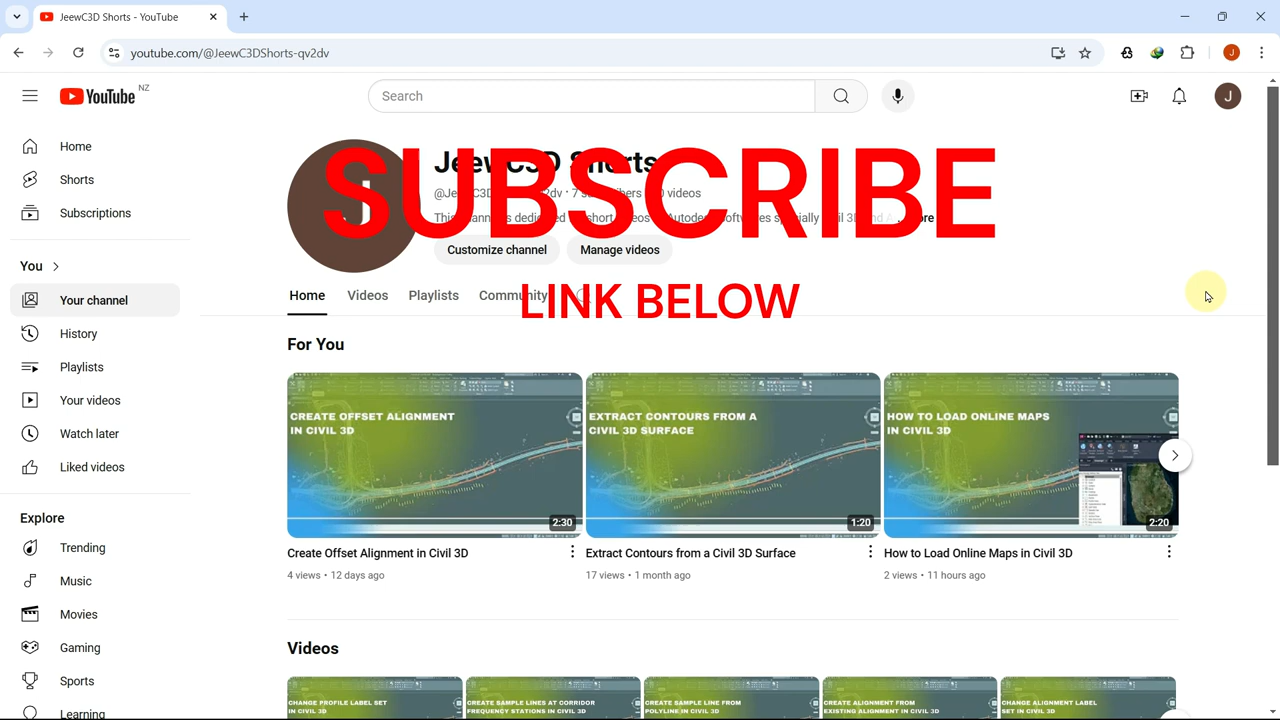 JeewC3D Shorts - YouTube
youtube.com/@JeewC3DShorts-qv2dv
YouTube NZ
Search
J
Home
Shorts
Subscriptions
You
Your channel
History
Playlists
Your videos
Watch later
Liked videos
Explore
Trending
Music
Movies
Gaming
Sports
Learning
JeewC3D Shorts
SUBSCRIBE
LINK BELOW
Customize channel
Manage videos
Home Videos Playlists Community
For You
CREATE OFFSET ALIGNMENT
IN CIVIL 3D
2:30
Create Offset Alignment in Civil 3D
4 views • 12 days ago
EXTRACT CONTOURS FROM A
CIVIL 3D SURFACE
1:20
Extract Contours from a Civil 3D Surface
17 views • 1 month ago
HOW TO LOAD ONLINE MAPS
IN CIVIL 3D
2:20
How to Load Online Maps in Civil 3D
2 views • 11 hours ago
Videos
CHANGE PROFILE LABEL SET
IN CIVIL 3D
CREATE SAMPLE LINES AT CORRIDOR
FREQUENCY STATIONS IN CIVIL 3D
CREATE SAMPLE LINE FROM
POLYLINE IN CIVIL 3D
CREATE ALIGNMENT FROM
EXISTING ALIGNMENT IN CIVIL 3D
CHANGE ALIGNMENT LABEL
SET IN CIVIL 3D